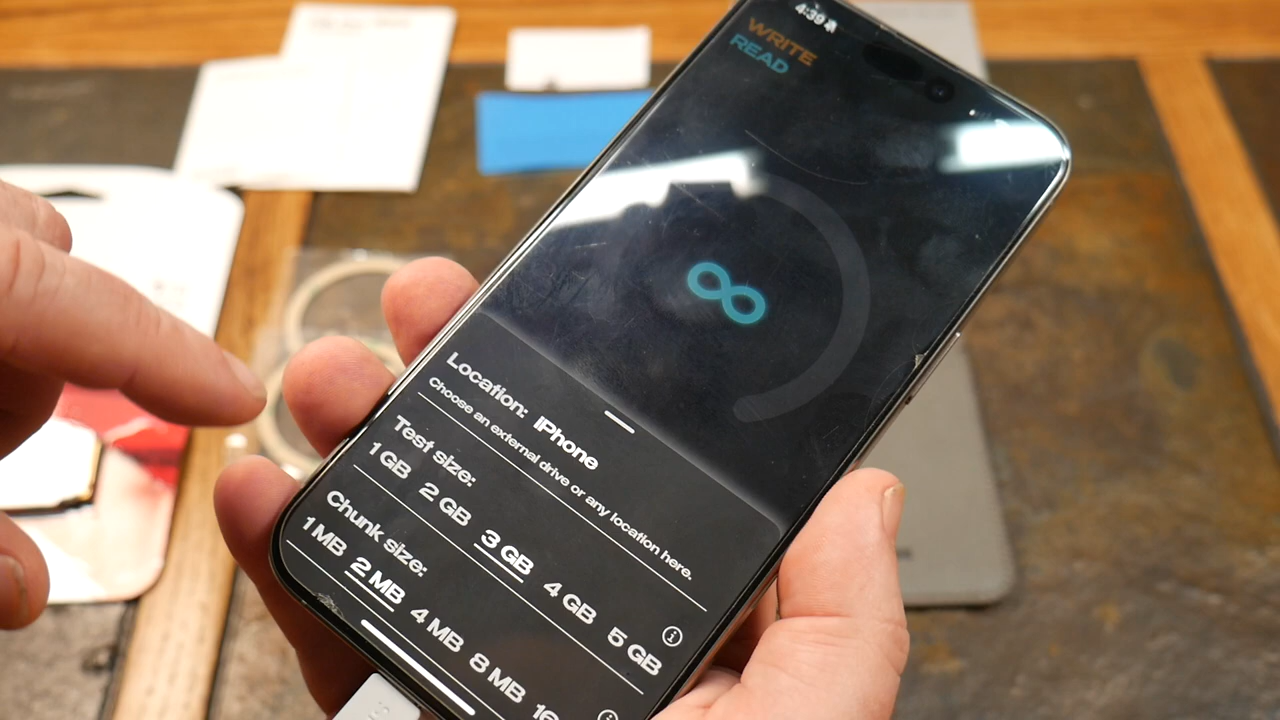 4:39
WRITE
READ
Location: iPhone
Choose an external drive or any location here.
Test size:
1 GB 2 GB 3 GB 4 GB 5 GB
Chunk size:
1 MB 2 MB 4 MB 8 MB 16